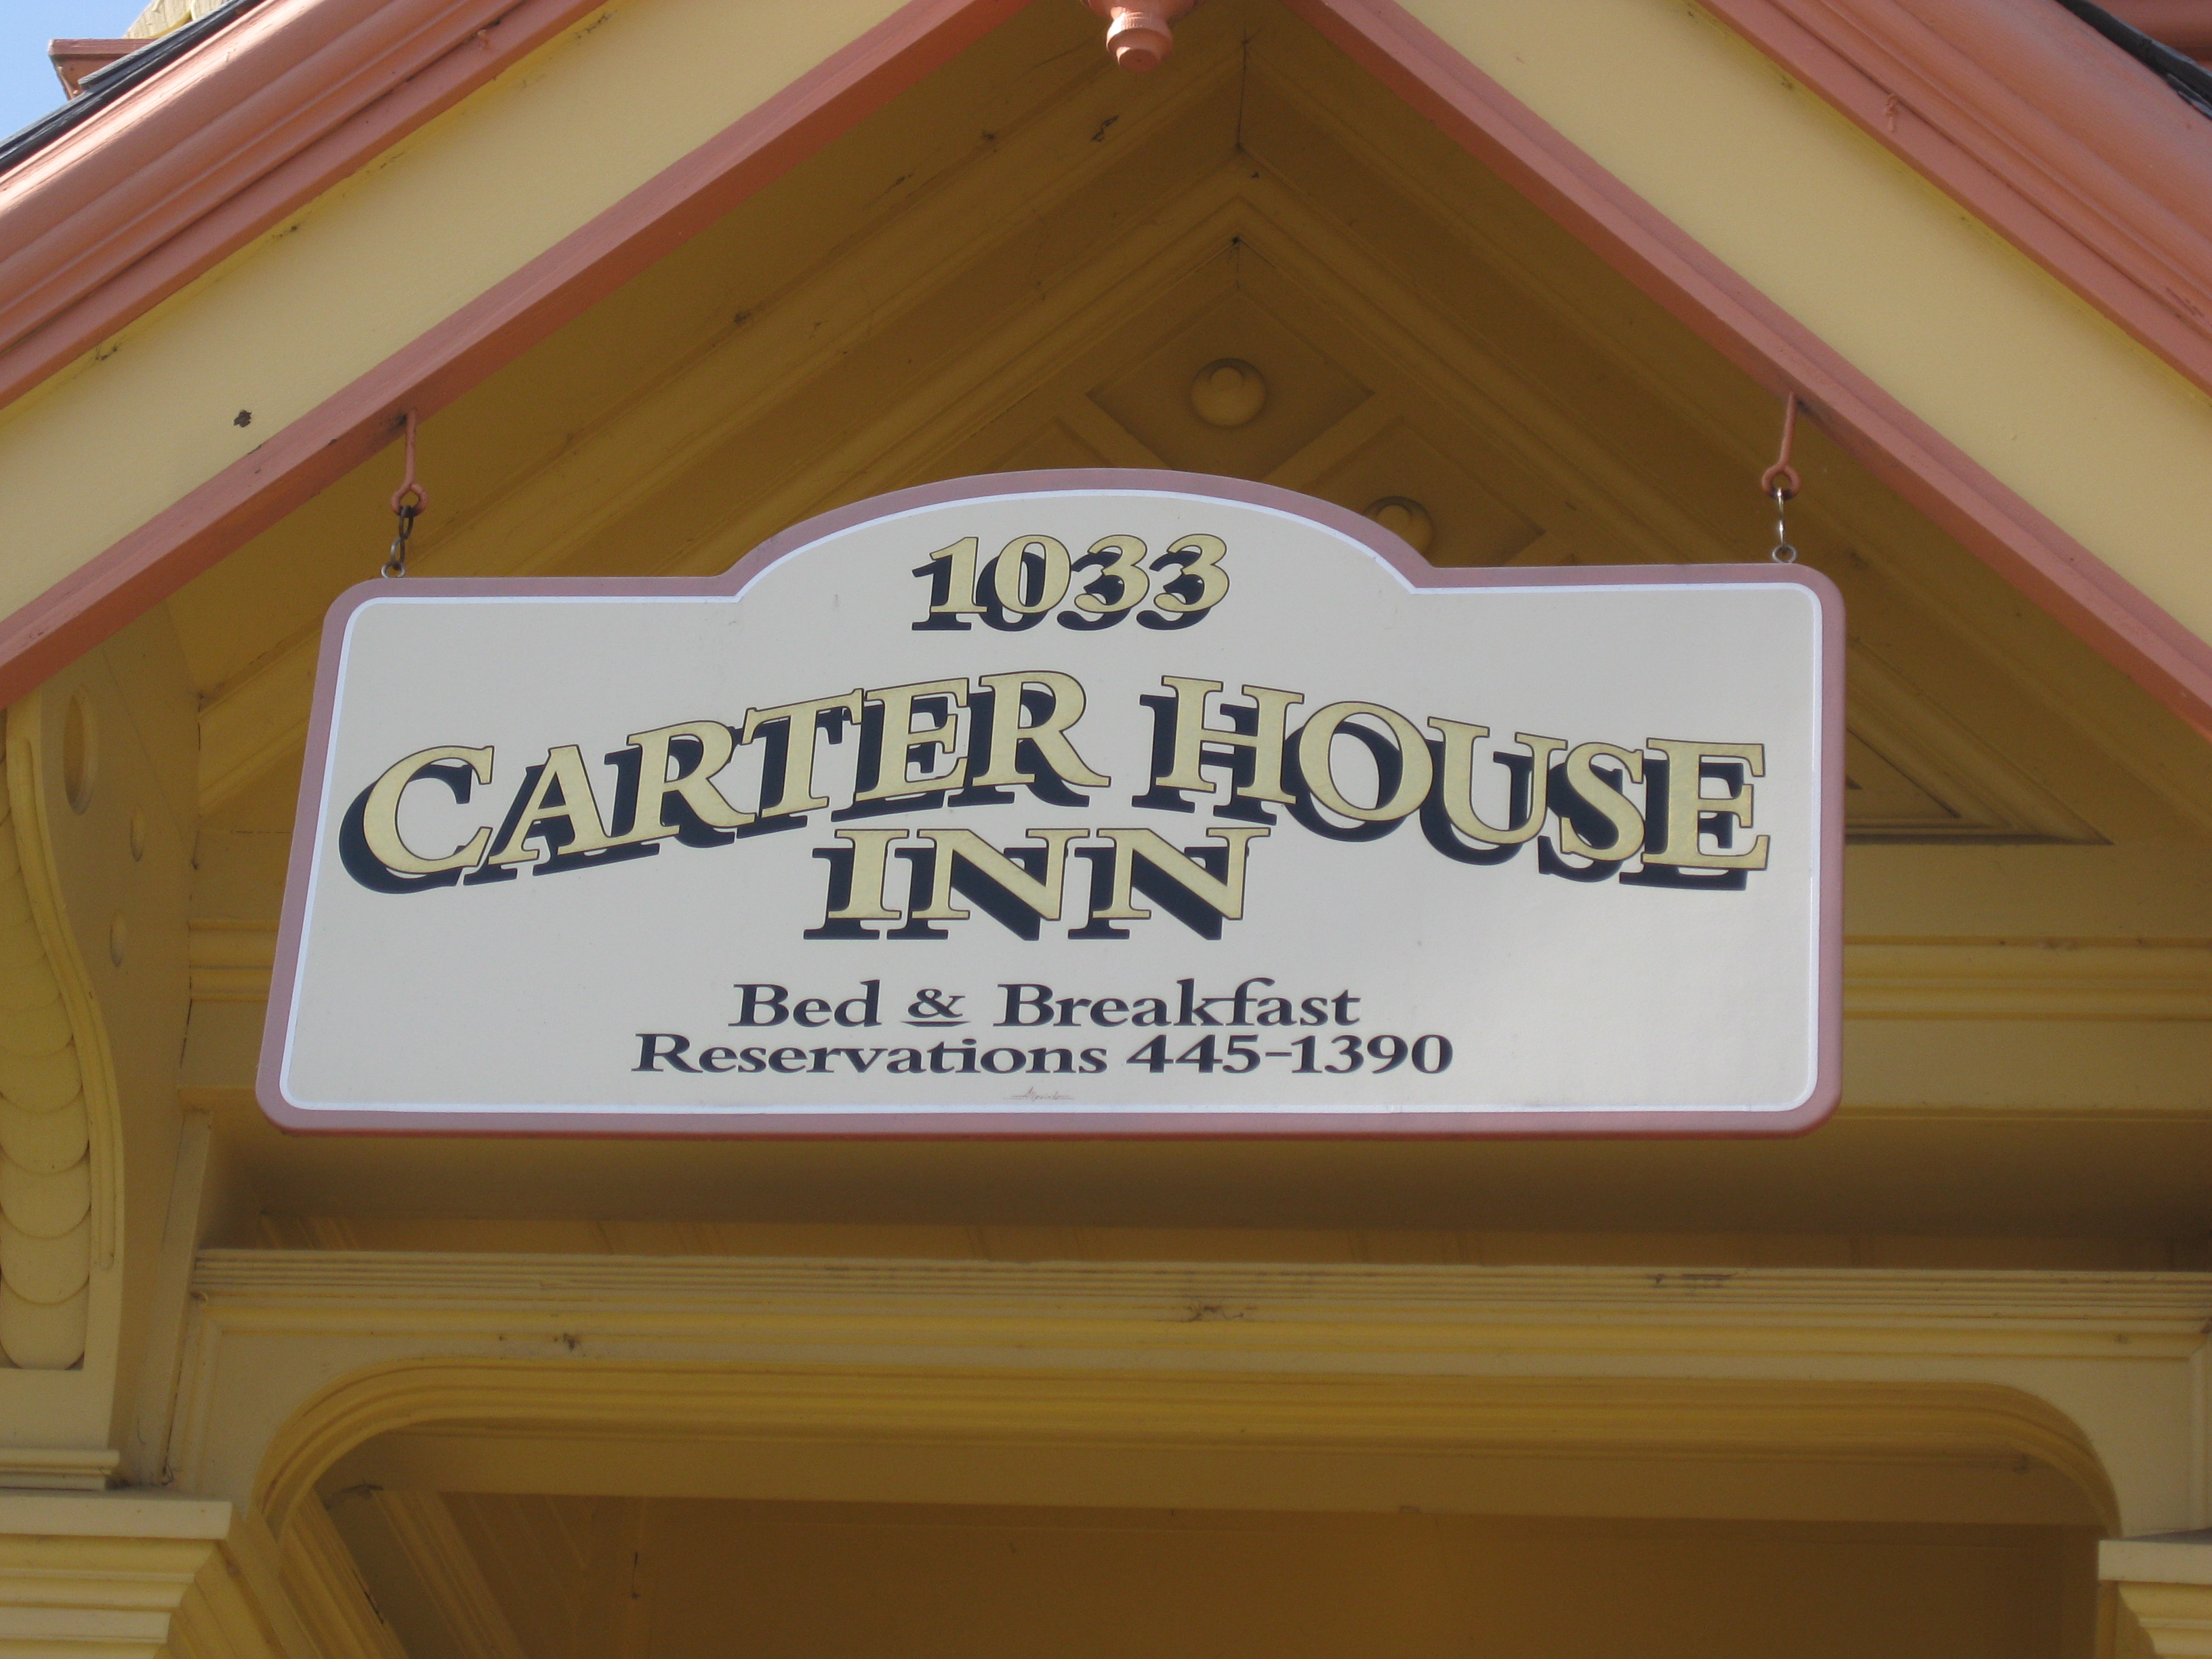 1033
CARTER HOUSE
INN
Bed & Breakfast
Reservations 445-1390